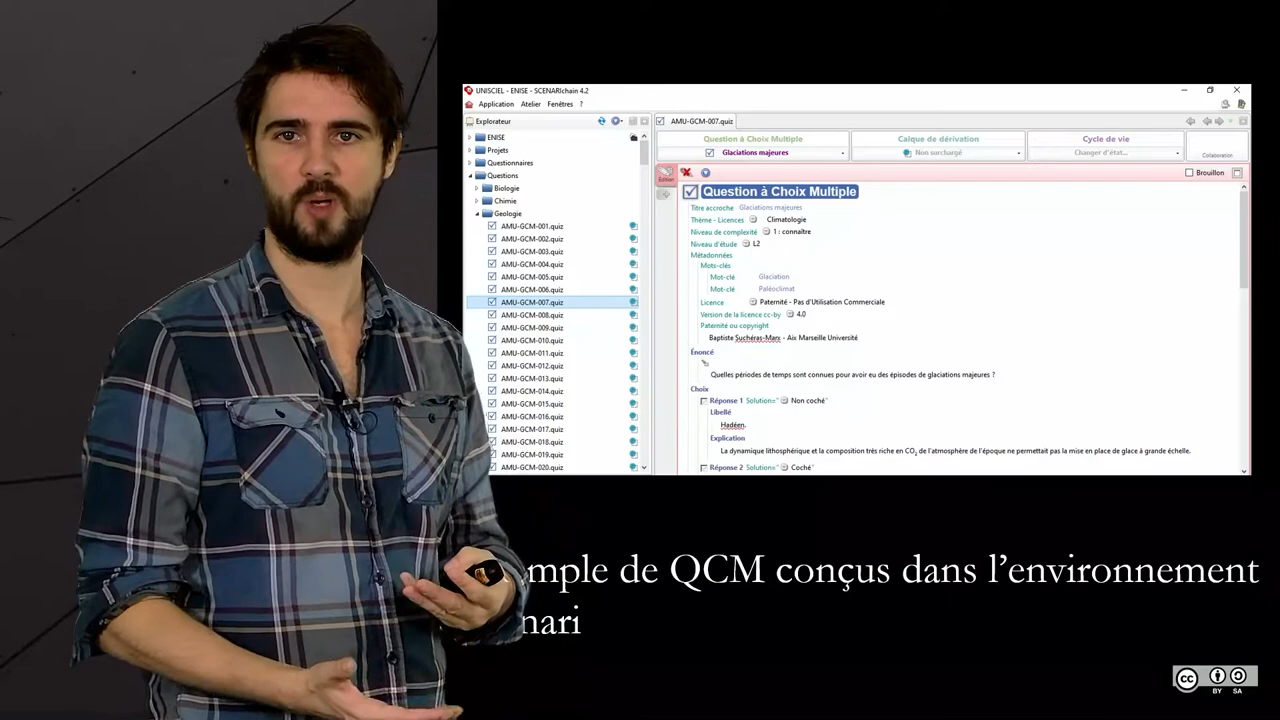 UNISCIEL - ENISE - SCENARIchain 4.2
Application Atelier Fenêtres ?
Explorateur
ENISE
Projets
Questionnaires
Questions
Biologie
Chimie
Geologie
AMU-GCM-001.quiz
AMU-GCM-002.quiz
AMU-GCM-003.quiz
AMU-GCM-004.quiz
AMU-GCM-005.quiz
AMU-GCM-006.quiz
AMU-GCM-007.quiz
AMU-GCM-008.quiz
AMU-GCM-009.quiz
AMU-GCM-010.quiz
AMU-GCM-011.quiz
AMU-GCM-012.quiz
AMU-GCM-013.quiz
AMU-GCM-014.quiz
AMU-GCM-015.quiz
AMU-GCM-016.quiz
AMU-GCM-017.quiz
AMU-GCM-018.quiz
AMU-GCM-019.quiz
AMU-GCM-020.quiz
AMU-GCM-007.quiz
Question à Choix Multiple Calque de dérivation Cycle de vie
Glaciations majeures Non surchargé Changer d'état... Collaboration
Edition
Brouillon
Question à Choix Multiple
Titre accroche Glaciations majeures
Thème - Licences Climatologie
Niveau de complexité 1 : connaître
Niveau d'étude L2
Métadonnées
Mots-clés
Mot-clé Glaciation
Mot-clé Paléoclimat
Licence Paternité - Pas d'Utilisation Commerciale
Version de la licence cc-by 4.0
Paternité ou copyright
Baptiste Suchéras-Marx - Aix Marseille Université
Énoncé
Quelles périodes de temps sont connues pour avoir eu des épisodes de glaciations majeures ?
Choix
Réponse 1 Solution=" Non coché"
Libellé
Hadéen.
Explication
La dynamique lithosphérique et la composition très riche en CO2 de l'atmosphère de l'époque ne permettait pas la mise en place de glace à grande échelle.
Réponse 2 Solution=" Coché"
mple de QCM conçus dans l’environnement
nari
cc BY SA